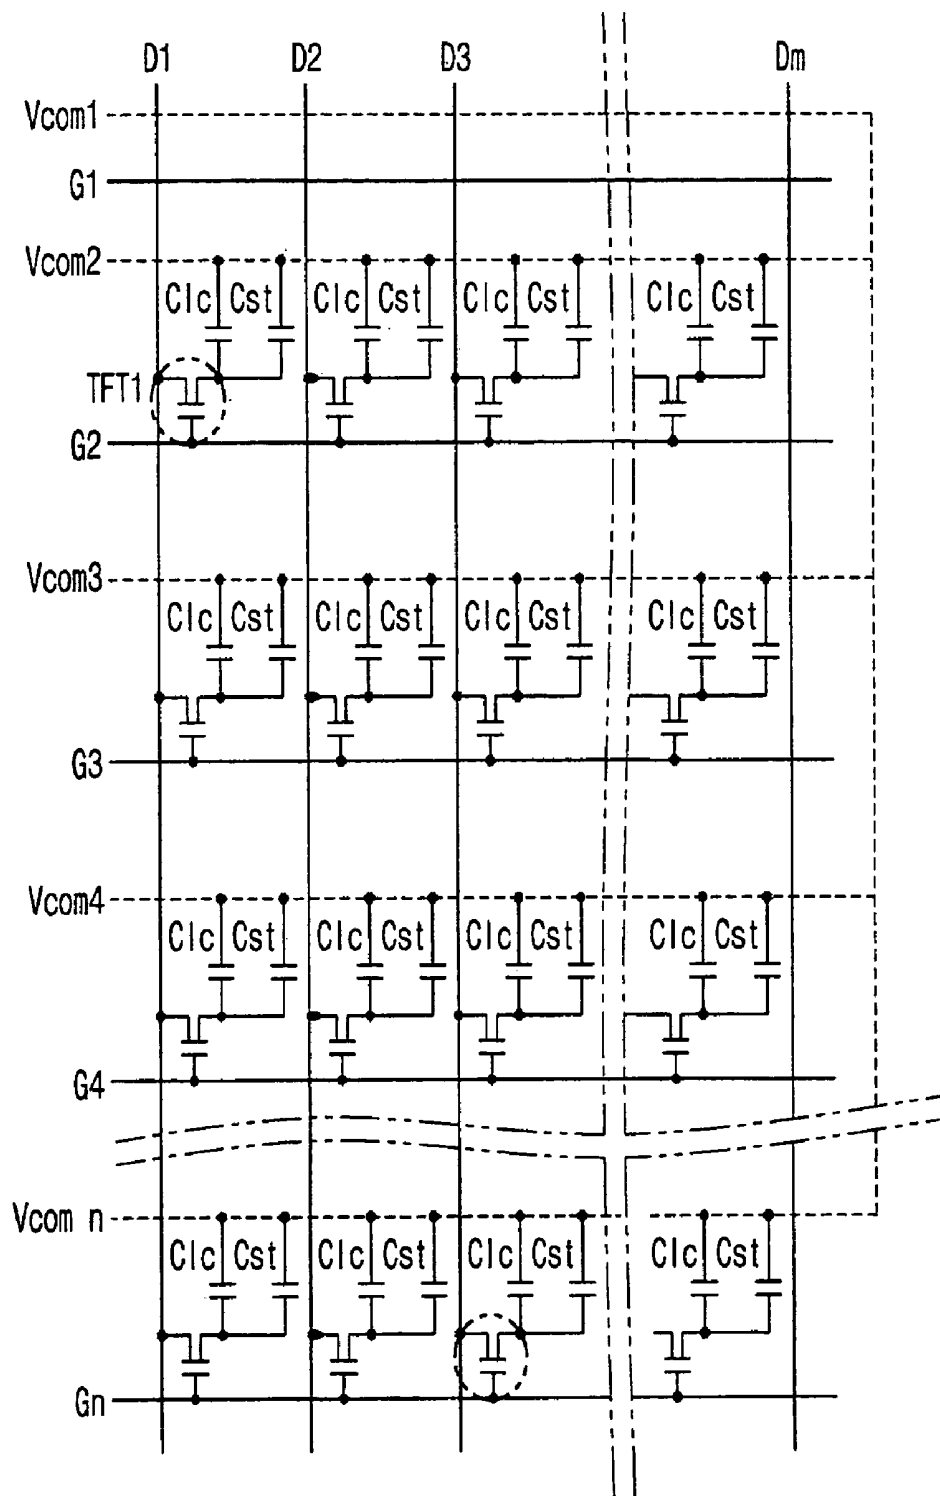 D1 D2 D3 Dm
Vcom1
G1
Vcom2
Clc Cst Clc Cst Clc Cst Clc Cst
TFT1
G2
Vcom3
Clc Cst Clc Cst Clc Cst Clc Cst
G3
Vcom4
Clc Cst Clc Cst Clc Cst Clc Cst
G4
Vcom n
Clc Cst Clc Cst Clc Cst Clc Cst
Gn